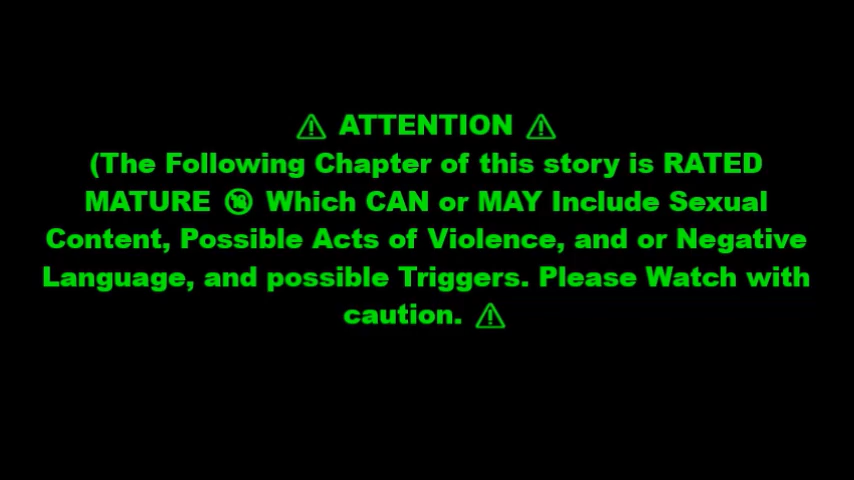 ⚠ ATTENTION ⚠
(The Following Chapter of this story is RATED
MATURE 🔞 Which CAN or MAY Include Sexual
Content, Possible Acts of Violence, and or Negative
Language, and possible Triggers. Please Watch with
caution. ⚠